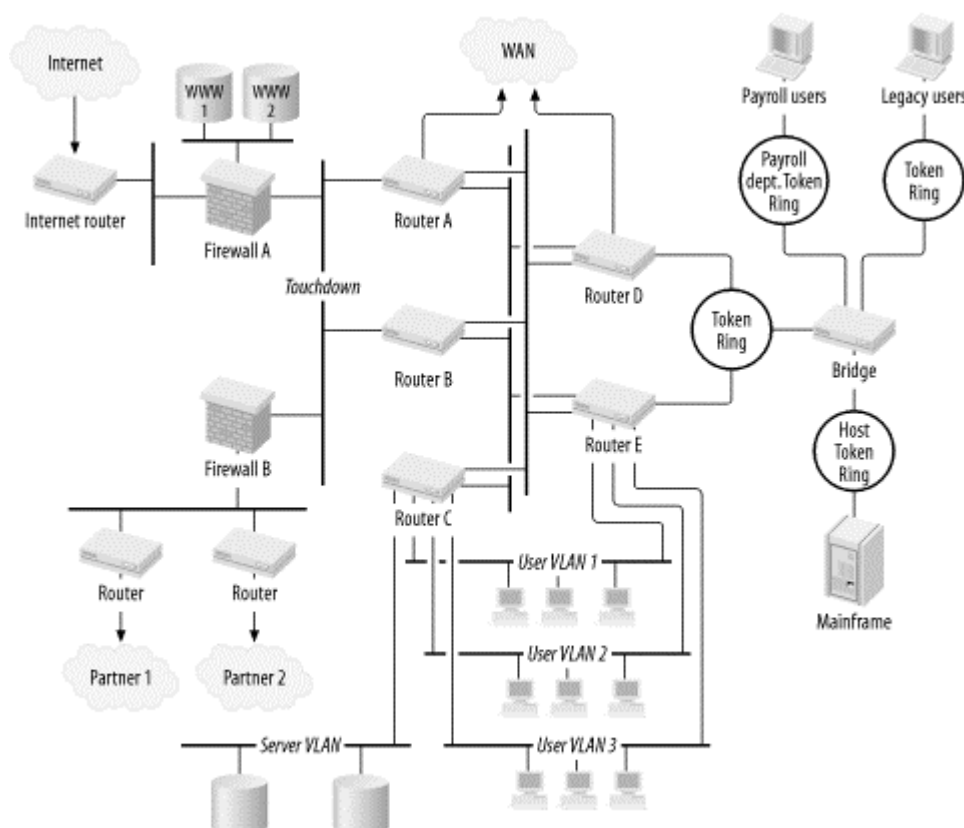 Internet
WWW
1
WWW
2
WAN
Payroll users
Legacy users
Payroll
dept. Token
Ring
Token
Ring
Internet router
Firewall A
Router A
Touchdown
Router D
Router B
Token
Ring
Bridge
Firewall B
Router E
Host
Token
Ring
Router C
Router
Router
User VLAN 1
Mainframe
Partner 1
Partner 2
User VLAN 2
Server VLAN
User VLAN 3